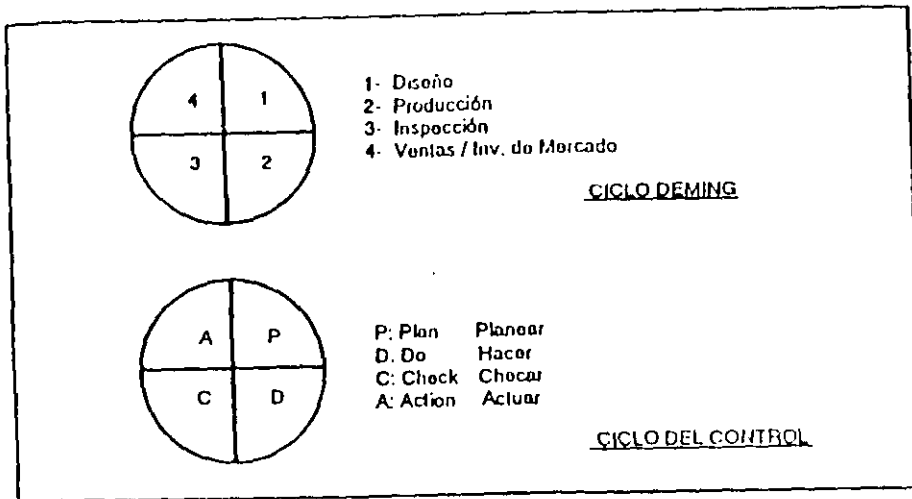 4 1
3 2
1- Diseño
2- Producción
3- Inspección
4- Ventas / Inv. de Mercado
CICLO DEMING
A P
C D
P: Plan Planear
D. Do Hacer
C: Check Checar
A: Action Actuar
CICLO DEL CONTROL